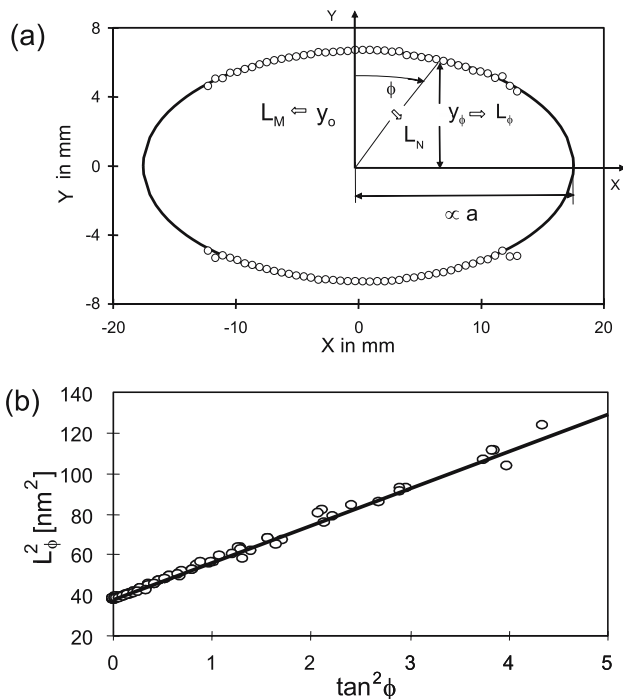 (a)
Y
8
4
0
-4
-8
Y in mm
ϕ
L_M ⇐ y_o
L_N
y_ϕ ⇒ L_ϕ
X
∝ a
-20 -10 0 10 20
X in mm
(b)
140
120
100
80
60
40
20
L_ϕ^2 [nm^2]
0 1 2 3 4 5
tan^2ϕ